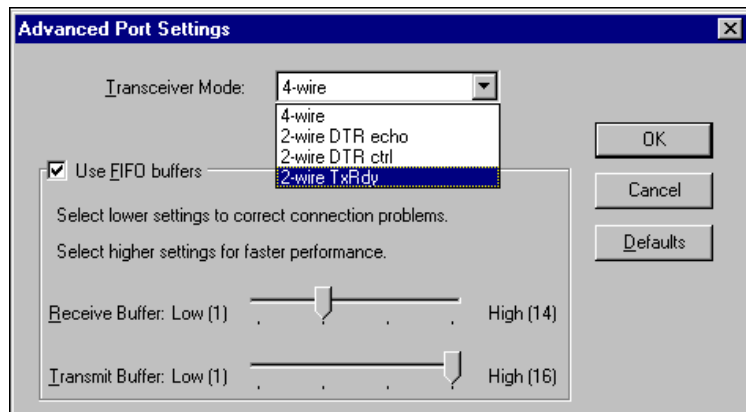 Advanced Port Settings
Transceiver Mode:
4-wire
4-wire
2-wire DTR echo
2-wire DTR ctrl
2-wire TxRdy
OK
Cancel
Defaults
Use FIFO buffers
Select lower settings to correct connection problems.
Select higher settings for faster performance.
Receive Buffer: Low (1) High (14)
Transmit Buffer: Low (1) High (16)